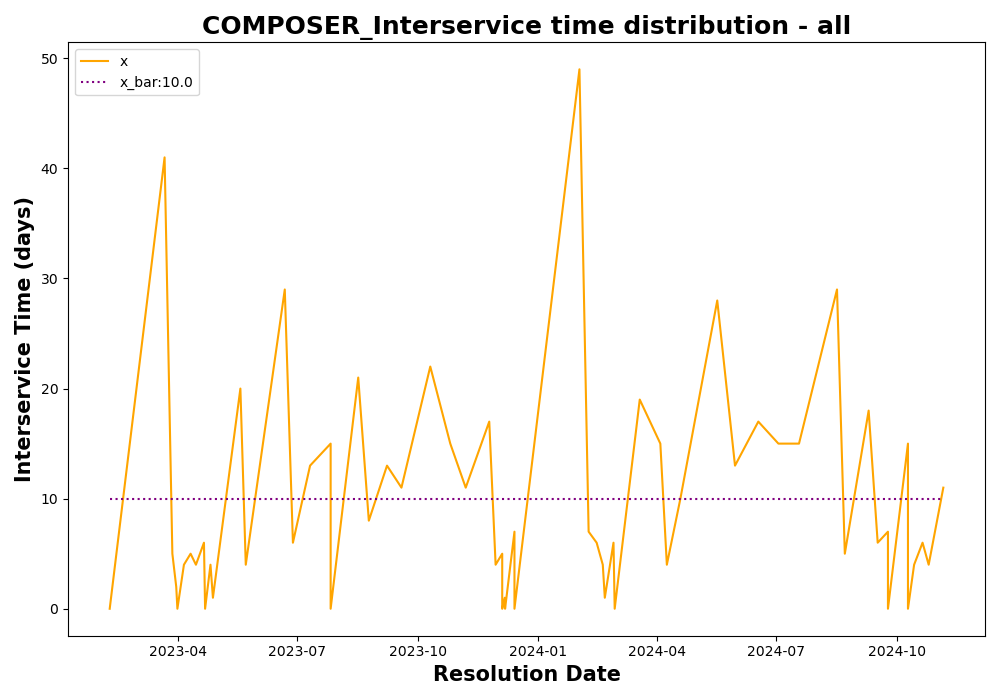 COMPOSER_Interservice time distribution - all
x
x_bar:10.0
Interservice Time (days)
50
40
30
20
10
0
2023-04
2023-07
2023-10
2024-01
2024-04
2024-07
2024-10
Resolution Date